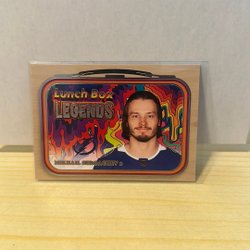 Lunch Box
LEGENDS
MIKHAIL SERGACHEV D